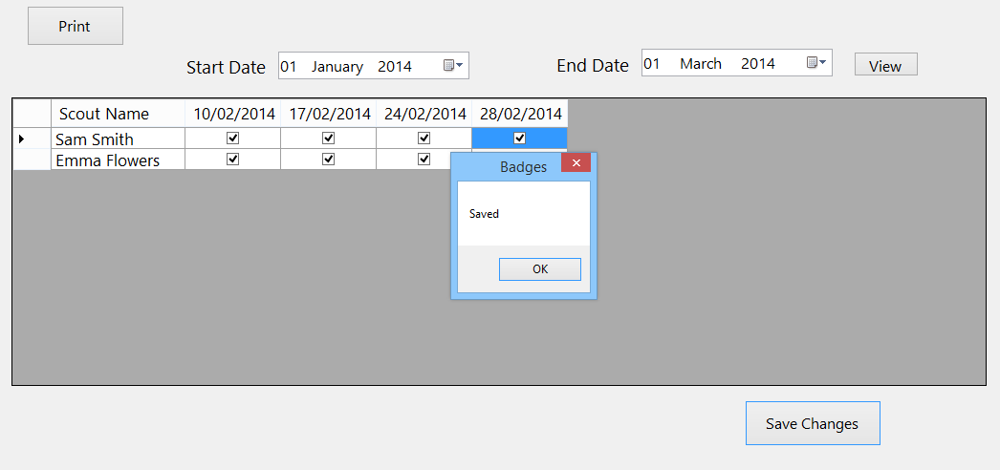 Print
Start Date 01 January 2014 End Date 01 March 2014 View
Scout Name 10/02/2014 17/02/2014 24/02/2014 28/02/2014
Sam Smith
Emma Flowers
Badges
Saved
OK
Save Changes